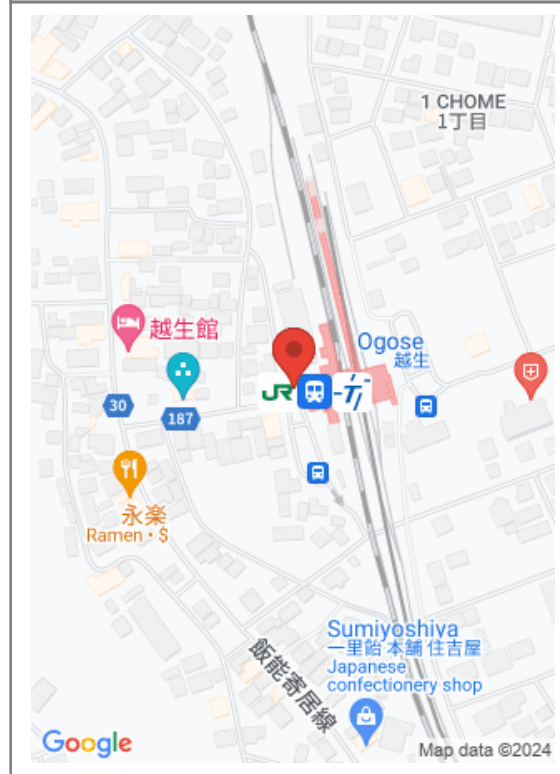 1 CHOME
1丁目
越生館
Ogose
越生
JR
30
187
永楽
Ramen • $
飯能寄居線
Sumiyoshiya
一里飴 本舗 住吉屋
Japanese
confectionery shop
Google
Map data ©2024